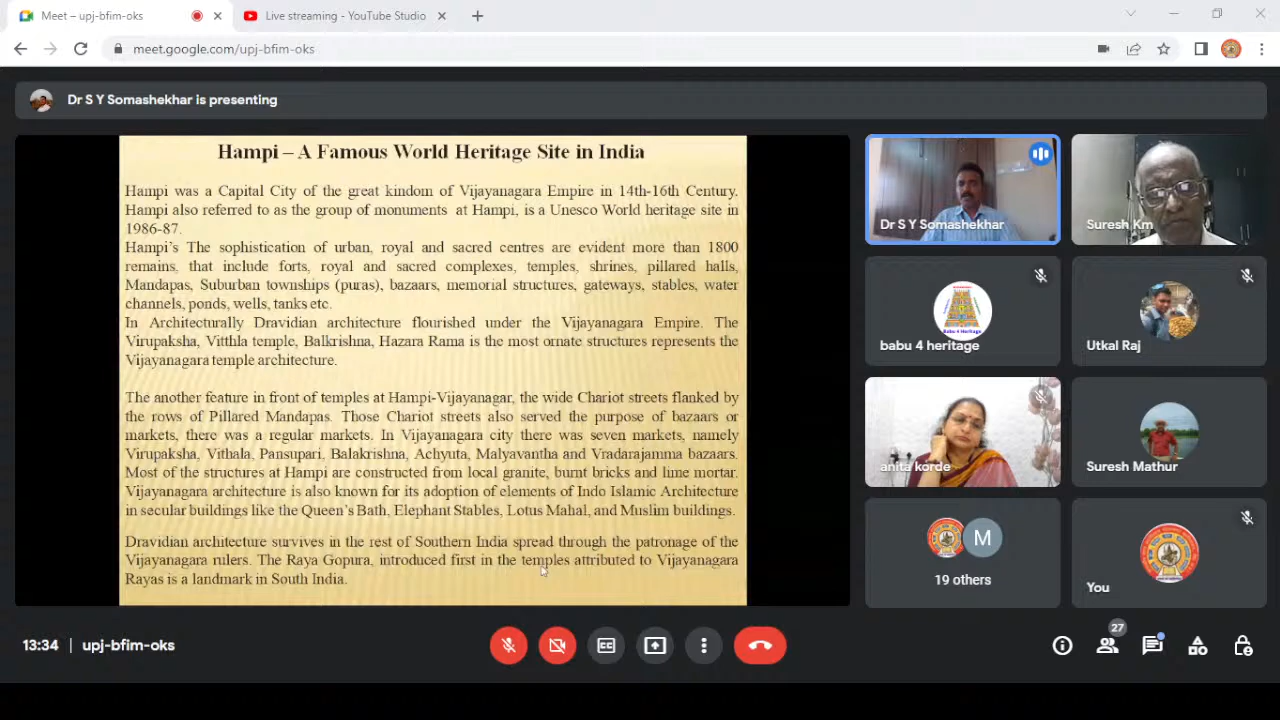 Meet – upj-bfim-oks
Live streaming - YouTube Studio
meet.google.com/upj-bfim-oks
Dr S Y Somashekhar is presenting
Hampi – A Famous World Heritage Site in India
Hampi was a Capital City of the great kindom of Vijayanagara Empire in 14th-16th Century.
Hampi also referred to as the group of monuments at Hampi, is a Unesco World heritage site in
1986-87.
Hampi's The sophistication of urban, royal and sacred centres are evident more than 1800
remains, that include forts, royal and sacred complexes, temples, shrines, pillared halls,
Mandapas, Suburban townships (puras), bazaars, memorial structures, gateways, stables, water
channels, ponds, wells, tanks etc.
In Architecturally Dravidian architecture flourished under the Vijayanagara Empire. The
Virupaksha, Vitthla temple, Balkrishna, Hazara Rama is the most ornate structures represents the
Vijayanagara temple architecture.
The another feature in front of temples at Hampi-Vijayanagar, the wide Chariot streets flanked by
the rows of Pillared Mandapas. Those Chariot streets also served the purpose of bazaars or
markets, there was a regular markets. In Vijayanagara city there was seven markets, namely
Virupaksha, Vithala, Pansupari, Balakrishna, Achyuta, Malyavantha and Vradarajamma bazaars.
Most of the structures at Hampi are constructed from local granite, burnt bricks and lime mortar.
Vijayanagara architecture is also known for its adoption of elements of Indo Islamic Architecture
in secular buildings like the Queen's Bath, Elephant Stables, Lotus Mahal, and Muslim buildings.
Dravidian architecture survives in the rest of Southern India spread through the patronage of the
Vijayanagara rulers. The Raya Gopura, introduced first in the temples attributed to Vijayanagara
Rayas is a landmark in South India.
Dr S Y Somashekhar
Suresh Km
Babu 4 Heritage
babu 4 heritage
Utkal Raj
anita korde
Suresh Mathur
M
19 others
You
13:34 | upj-bfim-oks
CC
27